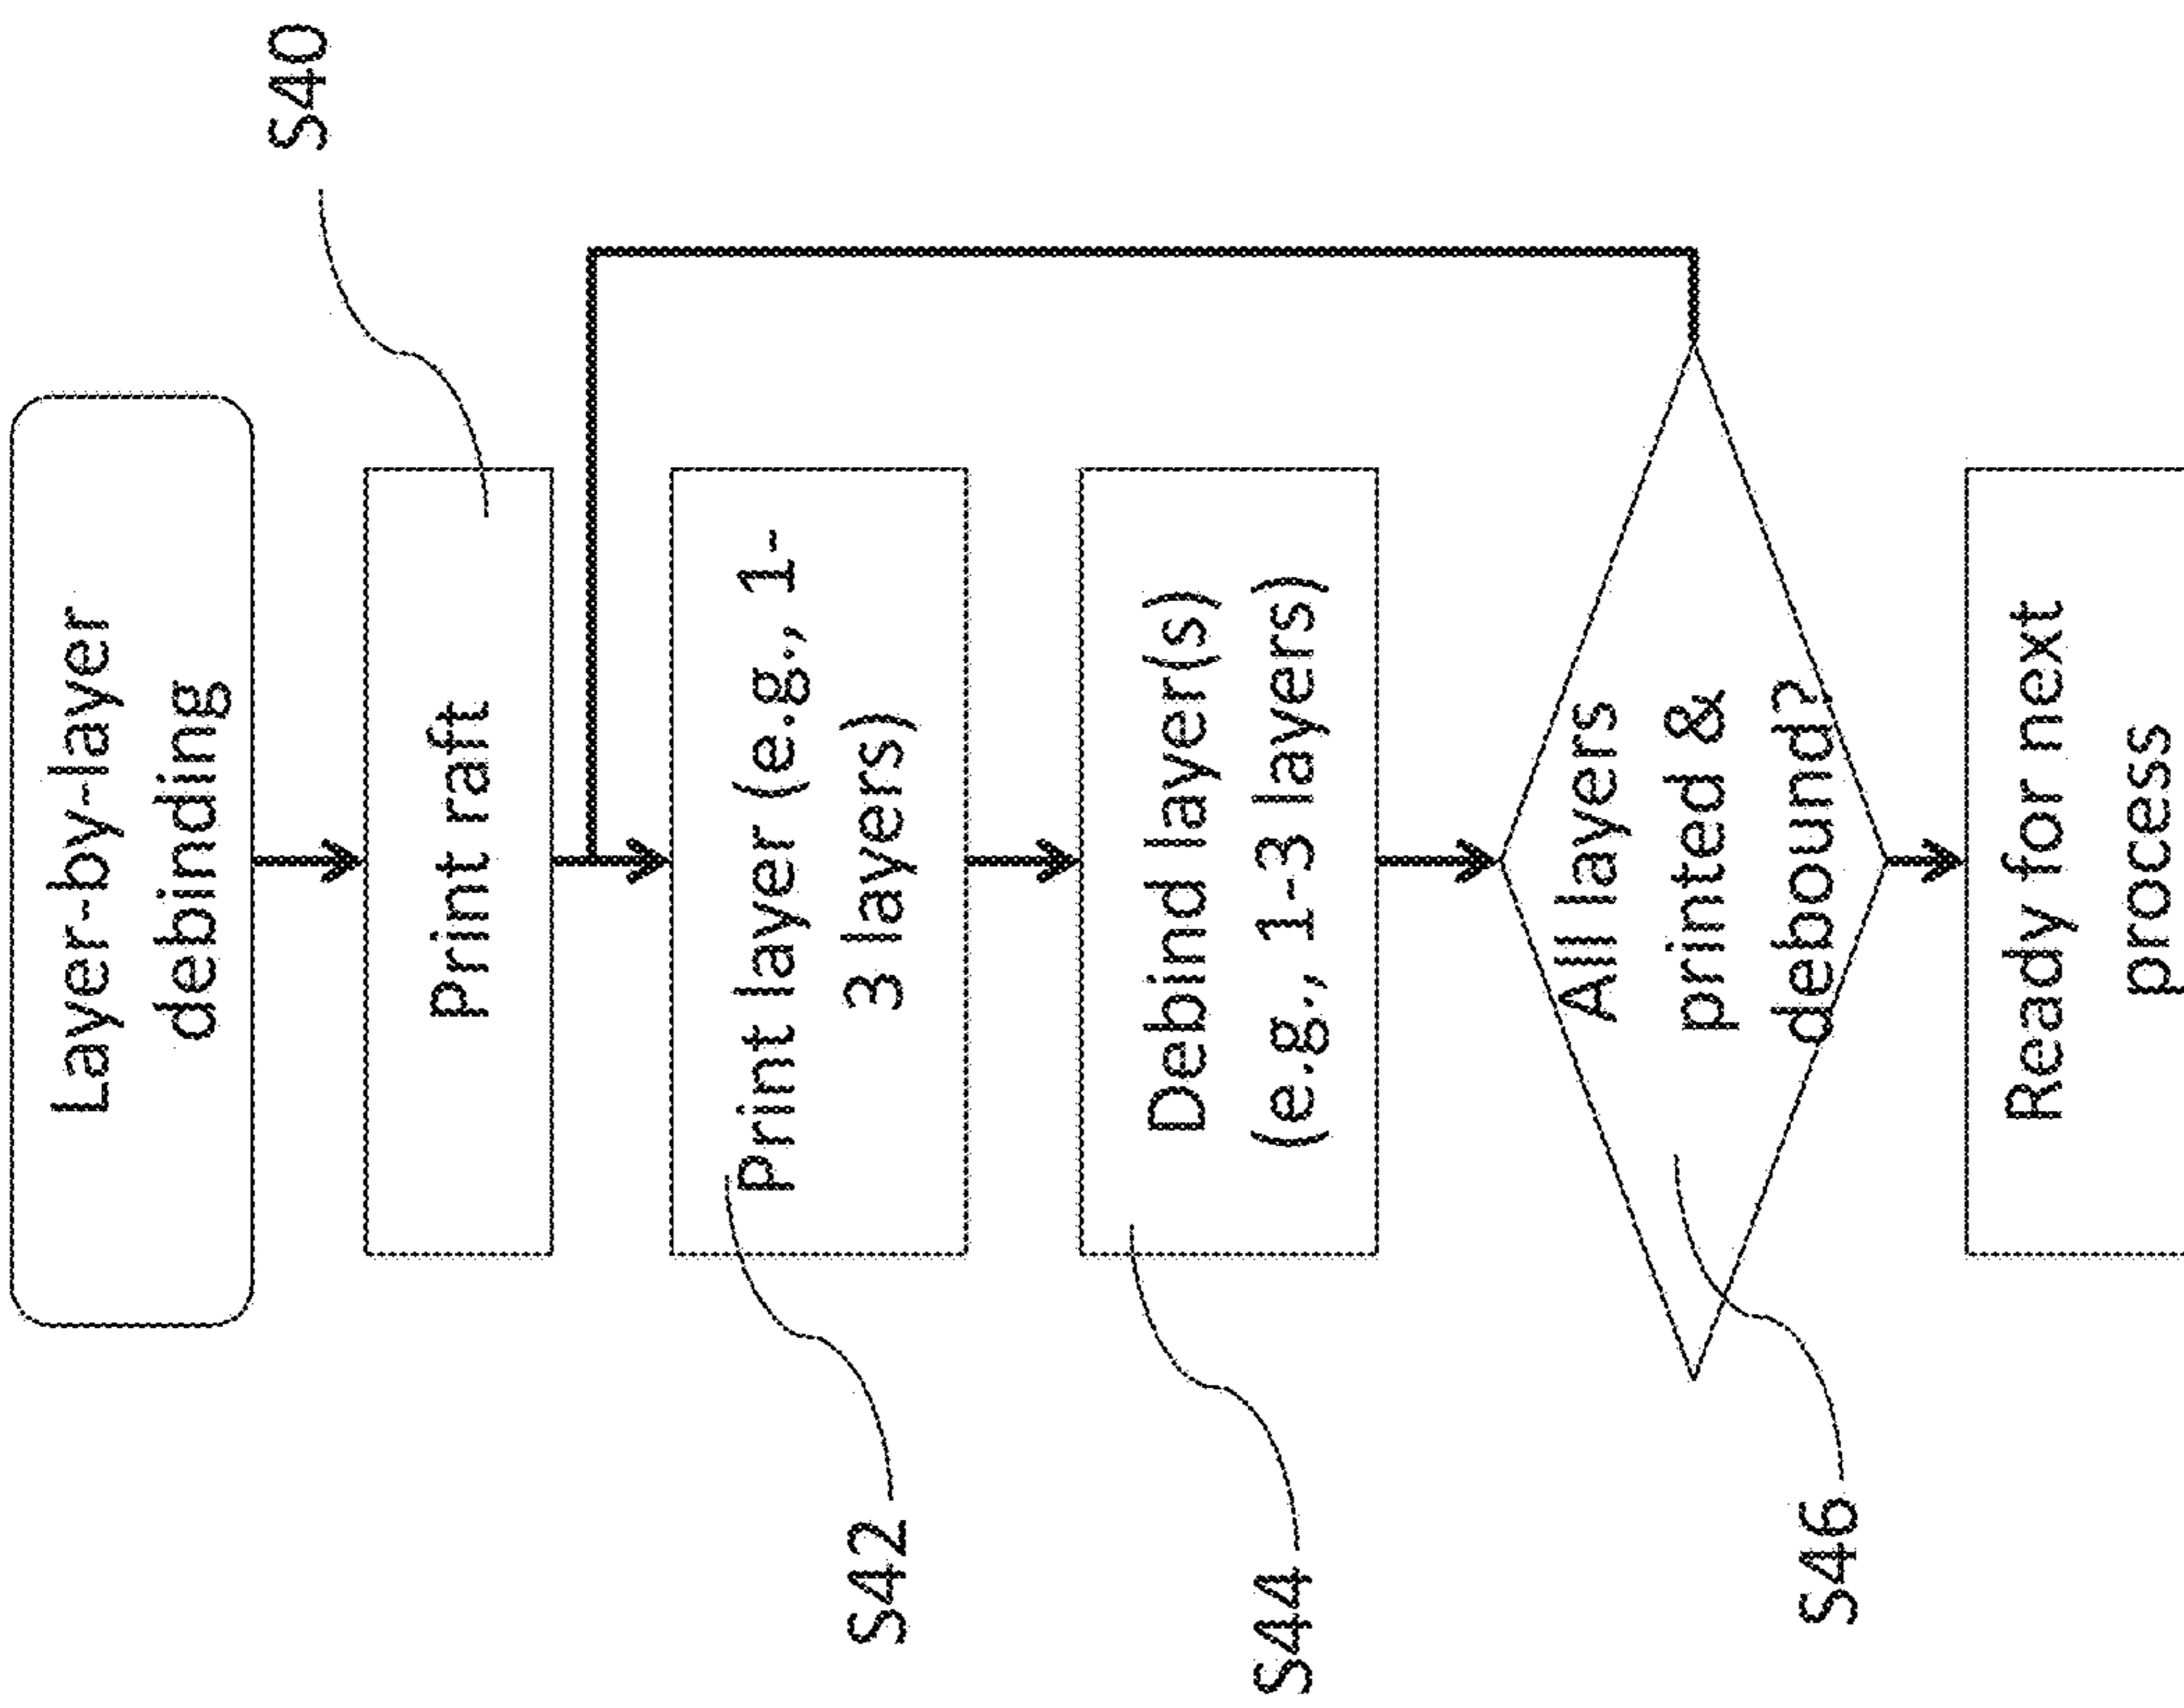 Layer-by-layer
debinding
S40
Print raft
Print layer (e.g., 1-
3 layers)
S42
Debind layer(s)
(e.g., 1-3 layers)
S44
All layers
printed &
debound?
S46
Ready for next
process